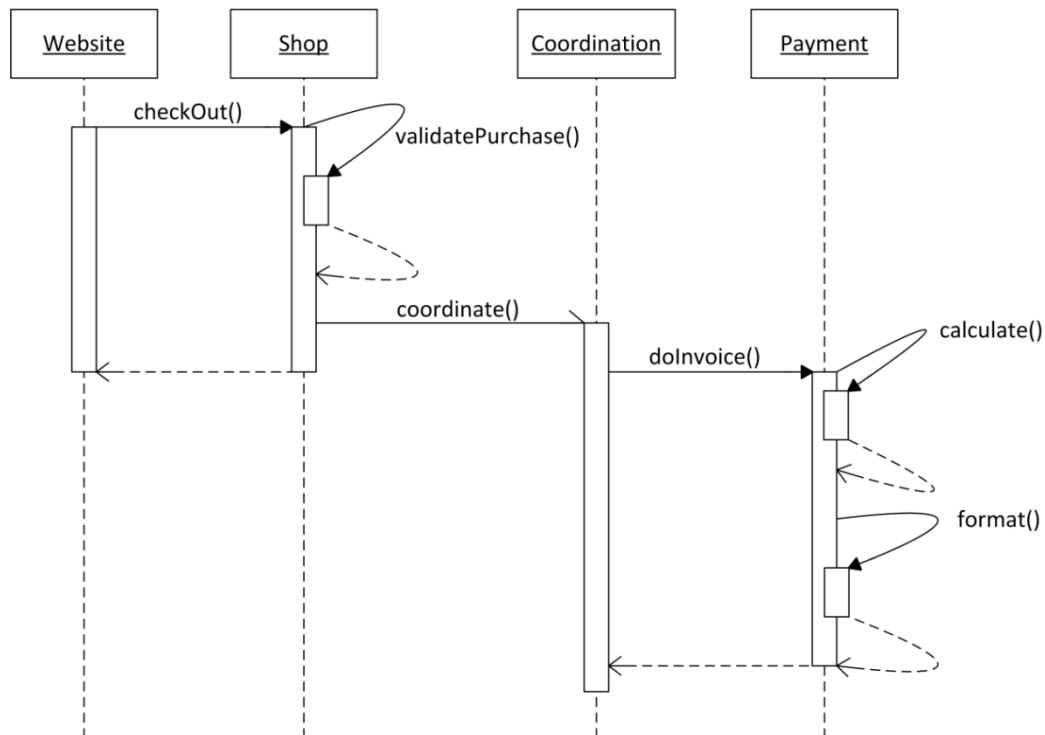 Website
Shop
Coordination
Payment
checkOut()
validatePurchase()
coordinate()
calculate()
doInvoice()
format()